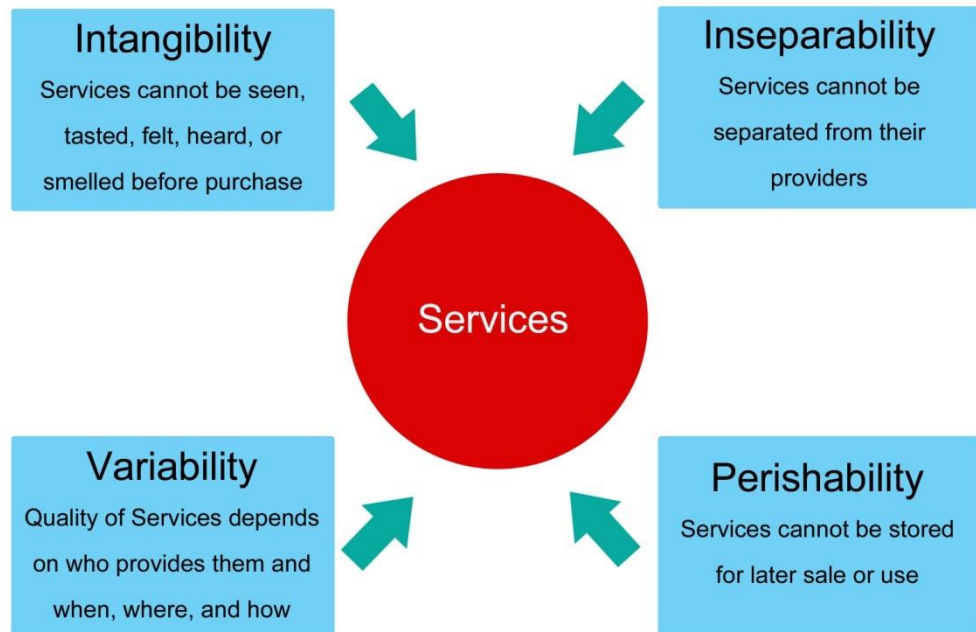 Intangibility
Services cannot be seen,
tasted, felt, heard, or
smelled before purchase
Inseparability
Services cannot be
separated from their
providers
Services
Variability
Quality of Services depends
on who provides them and
when, where, and how
Perishability
Services cannot be stored
for later sale or use